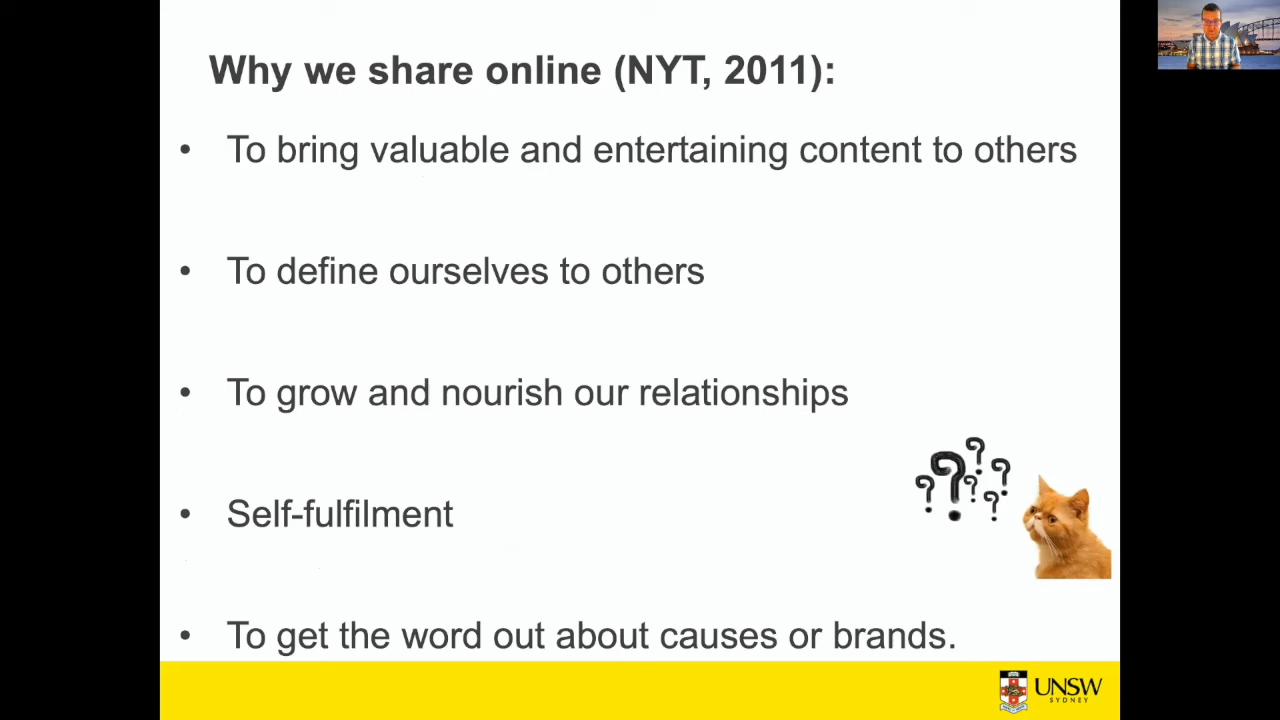 Why we share online (NYT, 2011):
• To bring valuable and entertaining content to others
• To define ourselves to others
• To grow and nourish our relationships
• Self-fulfilment
• To get the word out about causes or brands.
? ? ? ? ? ?
UNSW
SYDNEY